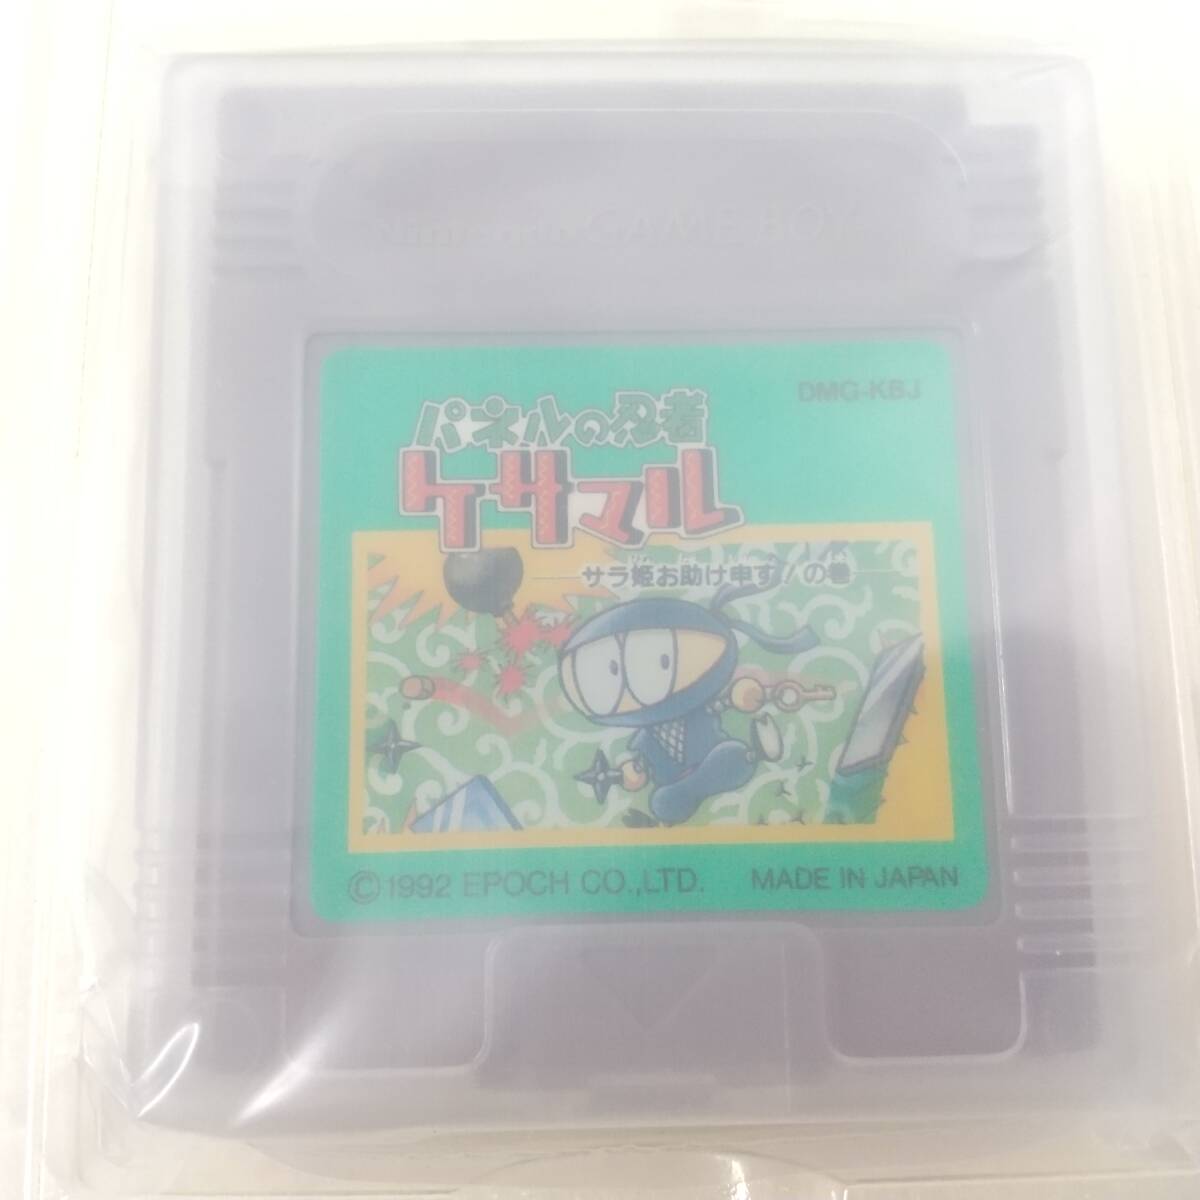 Nintendo GAME BOY
DMG-KBJ
パネルの忍者
ケサマル
サラ姫お助け申す!の巻
©1992 EPOCH CO.,LTD. MADE IN JAPAN